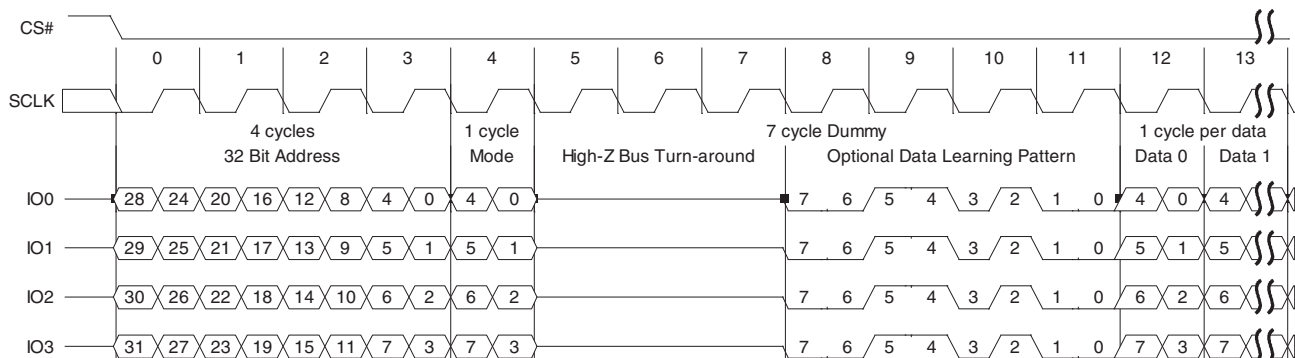 CS#
0 1 2 3 4 5 6 7 8 9 10 11 12 13
SCLK
4 cycles 1 cycle 7 cycle Dummy 1 cycle per data
32 Bit Address Mode High-Z Bus Turn-around Optional Data Learning Pattern Data 0 Data 1
IO0 28 24 20 16 12 8 4 0 4 0 7 6 5 4 3 2 1 0 4 0 4
IO1 29 25 21 17 13 9 5 1 5 1 7 6 5 4 3 2 1 0 5 1 5
IO2 30 26 22 18 14 10 6 2 6 2 7 6 5 4 3 2 1 0 6 2 6
IO3 31 27 23 19 15 11 7 3 7 3 7 6 5 4 3 2 1 0 7 3 7